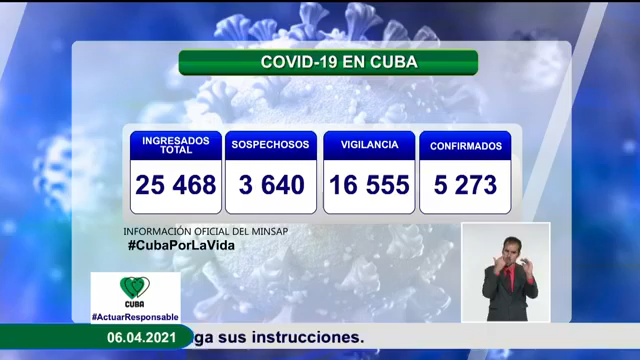 COVID-19 EN CUBA
INGRESADOS
TOTAL
SOSPECHOSOS
VIGILANCIA
CONFIRMADOS
25 468
3 640
16 555
5 273
INFORMACIÓN OFICIAL DEL MINSAP
#CubaPorLaVida
CUBA
#ActuarResponsable
06.04.2021
ga sus instrucciones.